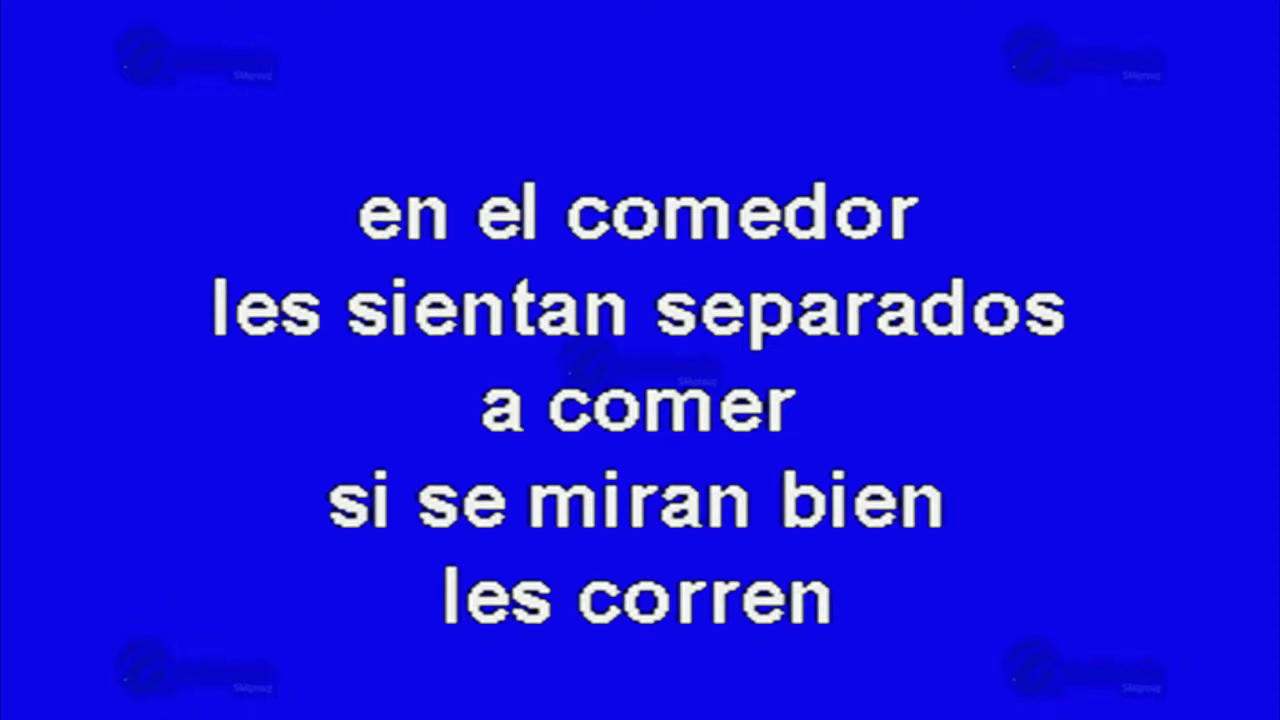 en el comedor
les sientan separados
a comer
si se miran bien
les corren